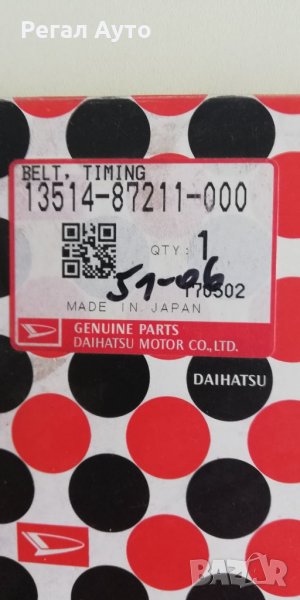 Регал Ауто
BELT, TIMING
13514-87211-000
QTY: 1
51-06
170302
MADE IN JAPAN
GENUINE PARTS
DAIHATSU MOTOR CO.,LTD.
DAIHATSU
BAZAR